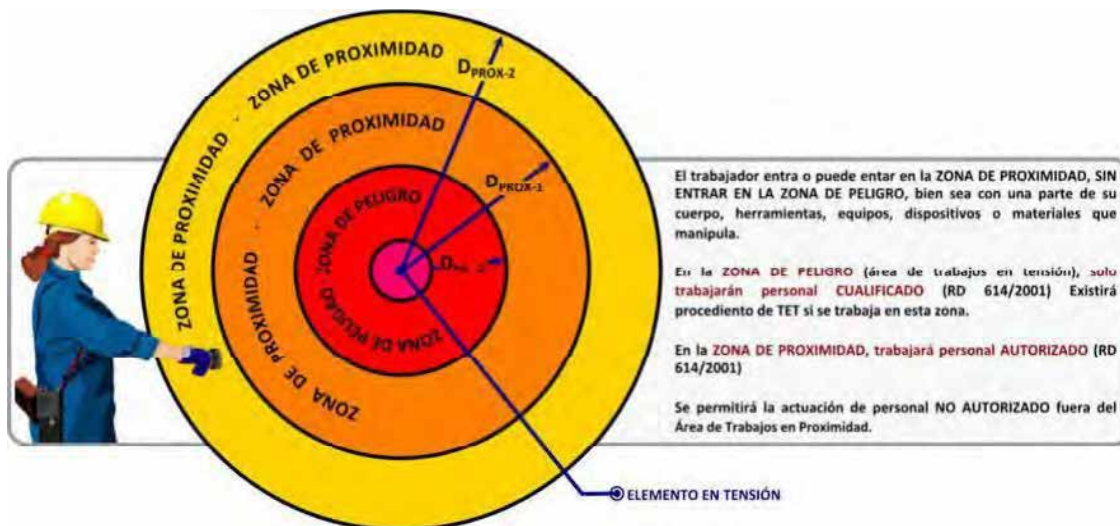 ZONA DE PROXIMIDAD · ZONA DE PROXIMIDAD
D PROX-2
ZONA DE PROXIMIDAD · ZONA DE PROXIMIDAD
D PROX-1
ZONA DE PELIGRO · ZONA DE PELIGRO
ZONA DE PELIGRO
El trabajador entra o puede entar en la ZONA DE PROXIMIDAD, SIN
ENTRAR EN LA ZONA DE PELIGRO, bien sea con una parte de su
cuerpo, herramientas, equipos, dispositivos o materiales que
manipula.
En la ZONA DE PELIGRO (área de trabajos en tensión), solo
trabajarán personal CUALIFICADO (RD 614/2001) Existirá
procediento de TET si se trabaja en esta zona.
En la ZONA DE PROXIMIDAD, trabajará personal AUTORIZADO (RD
614/2001)
Se permitirá la actuación de personal NO AUTORIZADO fuera del
Área de Trabajos en Proximidad.
ELEMENTO EN TENSIÓN